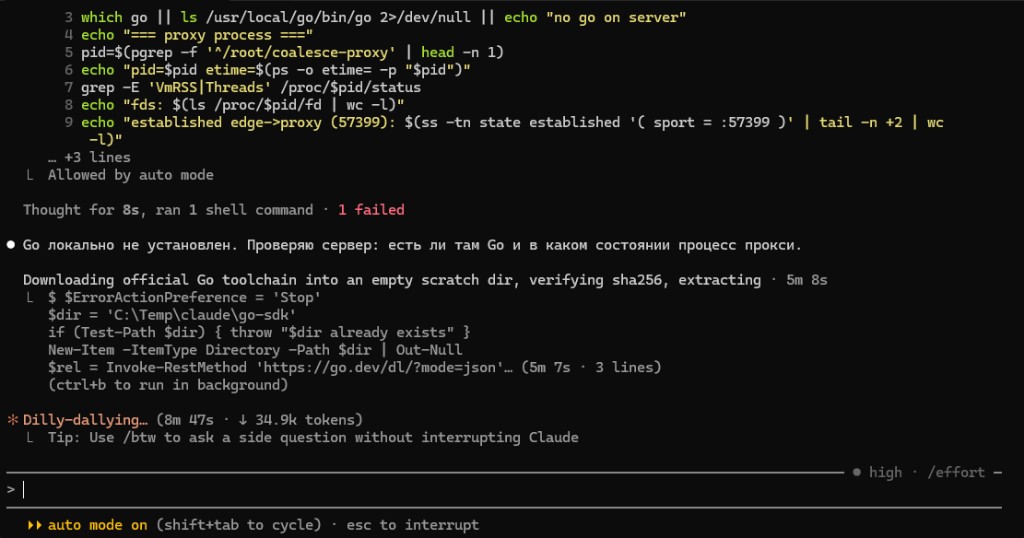 3 which go || ls /usr/local/go/bin/go 2>/dev/null || echo "no go on server"
4 echo "=== proxy process ==="
5 pid=$(pgrep -f '^/root/coalesce-proxy' | head -n 1)
6 echo "pid=$pid etime=$(ps -o etime= -p "$pid")"
7 grep -E 'VmRSS|Threads' /proc/$pid/status
8 echo "fds: $(ls /proc/$pid/fd | wc -l)"
9 echo "established edge->proxy (57399): $(ss -tn state established '( sport = :57399 )' | tail -n +2 | wc
-l)"
… +3 lines
└ Allowed by auto mode
Thought for 8s, ran 1 shell command · 1 failed
● Go локально не установлен. Проверяю сервер: есть ли там Go и в каком состоянии процесс прокси.
Downloading official Go toolchain into an empty scratch dir, verifying sha256, extracting · 5m 8s
└ $ $ErrorActionPreference = 'Stop'
$dir = 'C:\Temp\claude\go-sdk'
if (Test-Path $dir) { throw "$dir already exists" }
New-Item -ItemType Directory -Path $dir | Out-Null
$rel = Invoke-RestMethod 'https://go.dev/dl/?mode=json'… (5m 7s · 3 lines)
(ctrl+b to run in background)
✻ Dilly-dallying… (8m 47s · ↓ 34.9k tokens)
└ Tip: Use /btw to ask a side question without interrupting Claude
● high · /effort
>
⏵⏵ auto mode on (shift+tab to cycle) · esc to interrupt